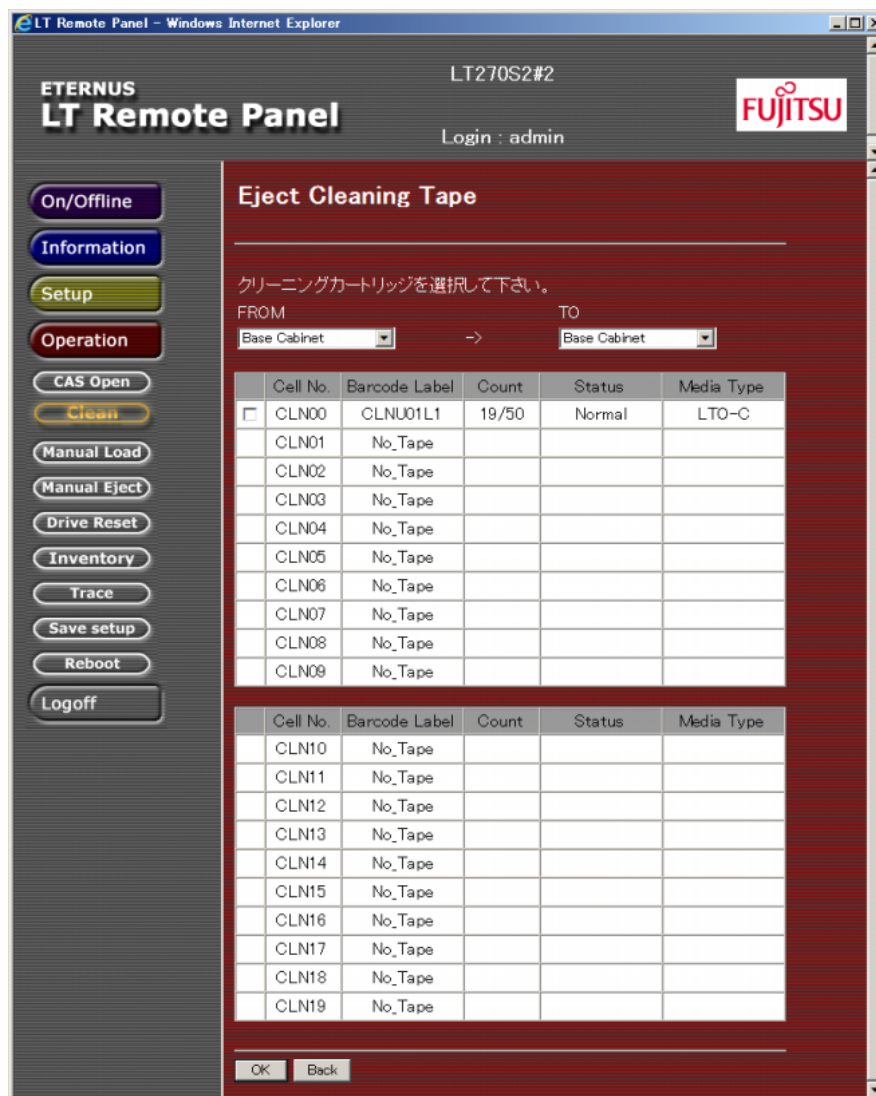 LT Remote Panel - Windows Internet Explorer
LT270S2#2
ETERNUS
LT Remote Panel
FUJITSU
Login : admin
On/Offline
Information
Setup
Operation
CAS Open
Clean
Manual Load
Manual Eject
Drive Reset
Inventory
Trace
Save setup
Reboot
Logoff
Eject Cleaning Tape
クリーニングカートリッジを選択して下さい。
FROM TO
Base Cabinet -> Base Cabinet
Cell No. Barcode Label Count Status Media Type
CLN00 CLNU01L1 19/50 Normal LTO-C
CLN01 No_Tape
CLN02 No_Tape
CLN03 No_Tape
CLN04 No_Tape
CLN05 No_Tape
CLN06 No_Tape
CLN07 No_Tape
CLN08 No_Tape
CLN09 No_Tape
Cell No. Barcode Label Count Status Media Type
CLN10 No_Tape
CLN11 No_Tape
CLN12 No_Tape
CLN13 No_Tape
CLN14 No_Tape
CLN15 No_Tape
CLN16 No_Tape
CLN17 No_Tape
CLN18 No_Tape
CLN19 No_Tape
OK Back